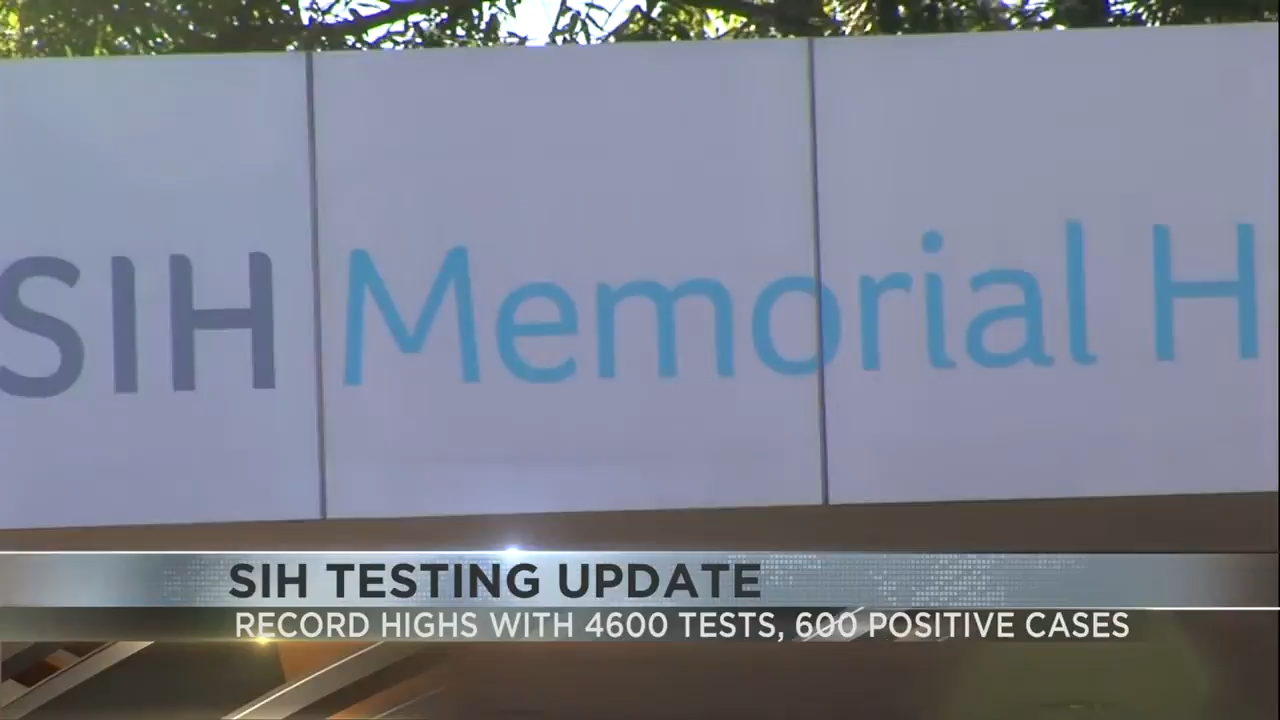 SIH Memorial H
SIH TESTING UPDATE
RECORD HIGHS WITH 4600 TESTS, 600 POSITIVE CASES